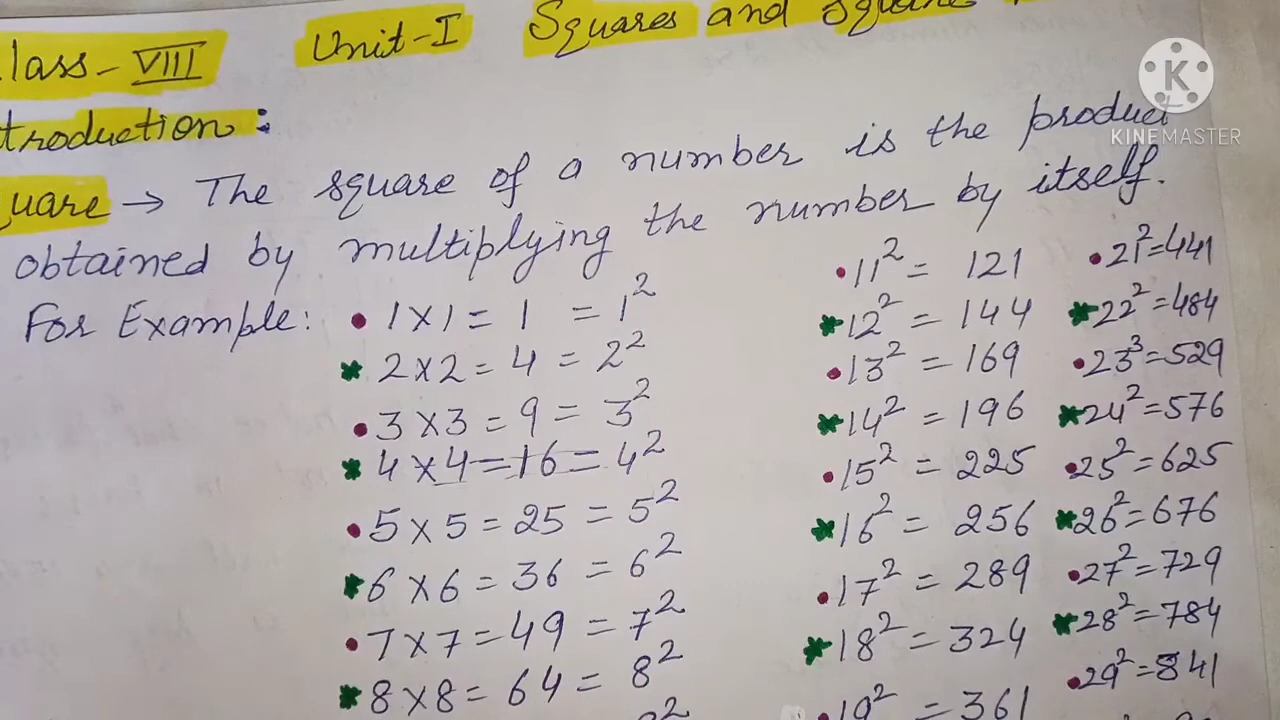 lass - VIII Unit-I Squares and Square
troduction:
uare → The square of a number is the product
obtained by multiplying the number by itself.
For Example:
• 1×1 = 1 = 1²
* 2×2 = 4 = 2²
• 3×3 = 9 = 3²
* 4×4 = 16 = 4²
• 5×5 = 25 = 5²
* 6×6 = 36 = 6²
• 7×7 = 49 = 7²
* 8×8 = 64 = 8²
• 11² = 121
* 12² = 144
• 13² = 169
* 14² = 196
• 15² = 225
* 16² = 256
• 17² = 289
* 18² = 324
• 19² = 361
• 21² = 441
* 22² = 484
• 23³ = 529
* 24² = 576
• 25² = 625
* 26² = 676
• 27² = 729
* 28² = 784
• 29² = 841
K
KINEMASTER